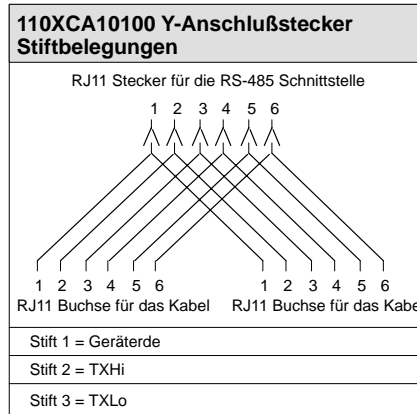 110XCA10100 Y-Anschlußstecker
Stiftbelegungen
RJ11 Stecker für die RS-485 Schnittstelle
1 2 3 4 5 6
1 2 3 4 5 6 1 2 3 4 5 6
RJ11 Buchse für das Kabel RJ11 Buchse für das Kabe
Stift 1 = Geräterde
Stift 2 = TXHi
Stift 3 = TXLo